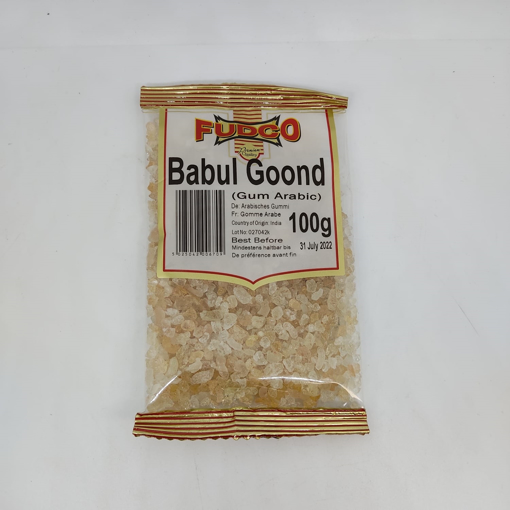 FUDCO
Premium
Babul Goond
(Gum Arabic)
De: Arabisches Gummi
Fr: Gomme Arabe
Country of Origin: India
100g
Lot No: 027042k
Best Before
Mindestens haltbar bis
31 July 2022
De préférence avant fin